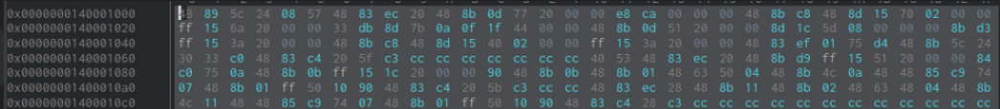 0x0000000140001000 48 89 5c 24 08 57 48 83 ec 20 48 8b 0d 77 20 00 00 e8 ca 00 00 00 48 8b c8 48 8d 15 70 02 00 00
0x0000000140001020 ff 15 6a 20 00 00 33 db 8d 7b 0a 0f 1f 44 00 00 48 8b 0d 51 20 00 00 8d 1c 5d 08 00 00 00 8b d3
0x0000000140001040 ff 15 3a 20 00 00 48 8b c8 48 8d 15 40 02 00 00 ff 15 3a 20 00 00 48 83 ef 01 75 d4 48 8b 5c 24
0x0000000140001060 30 33 c0 48 83 c4 20 5f c3 cc cc cc cc cc cc cc 40 53 48 83 ec 20 48 8b d9 ff 15 51 20 00 00 84
0x0000000140001080 c0 75 0a 48 8b 0b ff 15 1c 20 00 00 90 48 8b 0b 48 8b 01 48 63 50 04 48 8b 4c 0a 48 48 85 c9 74
0x00000001400010a0 07 48 8b 01 ff 50 10 90 48 83 c4 20 5b c3 cc cc 48 83 ec 28 48 8b 11 48 8b 02 48 63 48 04 48 8b
0x00000001400010c0 4c 11 48 48 85 c9 74 07 48 8b 01 ff 50 10 90 48 83 c4 28 c3 cc cc cc cc cc cc cc cc cc cc cc cc